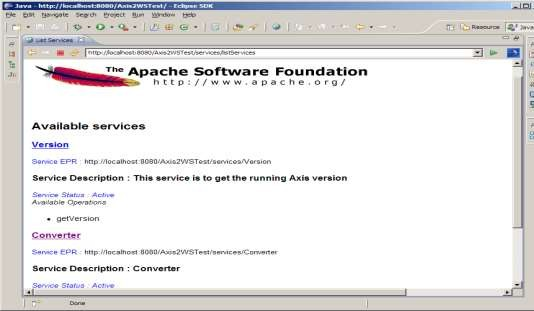 Java - http://localhost:8080/Axis2WSTest/ - Eclipse SDK
File Edit Navigate Search Project Run Window Help
Resource Java
List Services
http://localhost:8080/Axis2WSTest/services/listServices
The Apache Software Foundation
http://www.apache.org/
Available services
Version
Service EPR : http://localhost:8080/Axis2WSTest/services/Version
Service Description : This service is to get the running Axis version
Service Status : Active
Available Operations
• getVersion
Converter
Service EPR : http://localhost:8080/Axis2WSTest/services/Converter
Service Description : Converter
Service Status : Active
Done